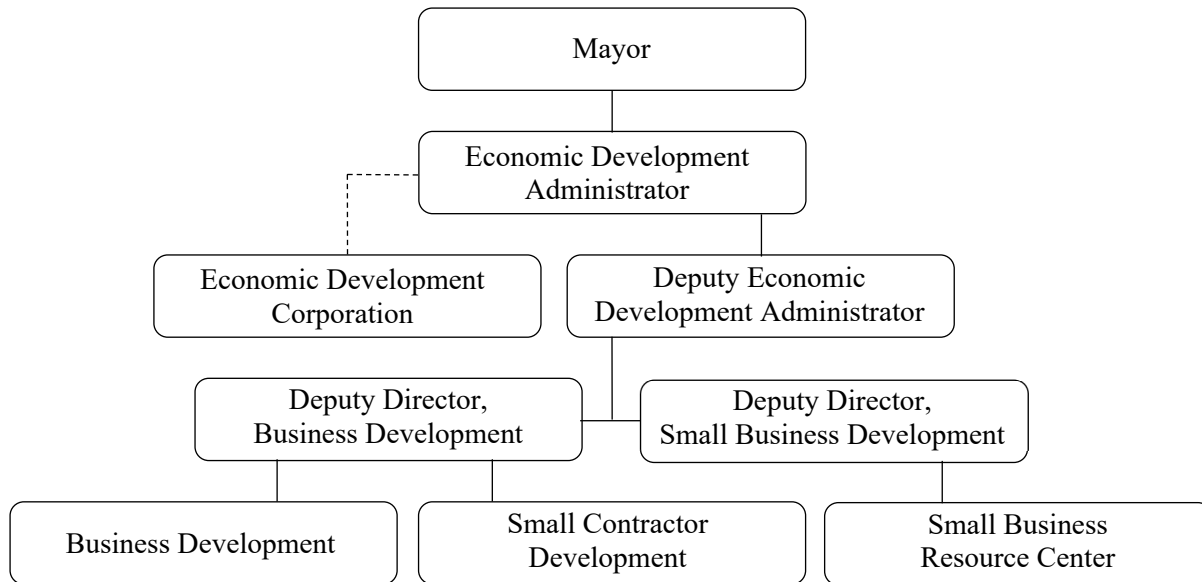 Mayor
Economic Development
Administrator
Economic Development
Corporation
Deputy Economic
Development Administrator
Deputy Director,
Business Development
Deputy Director,
Small Business Development
Business Development
Small Contractor
Development
Small Business
Resource Center